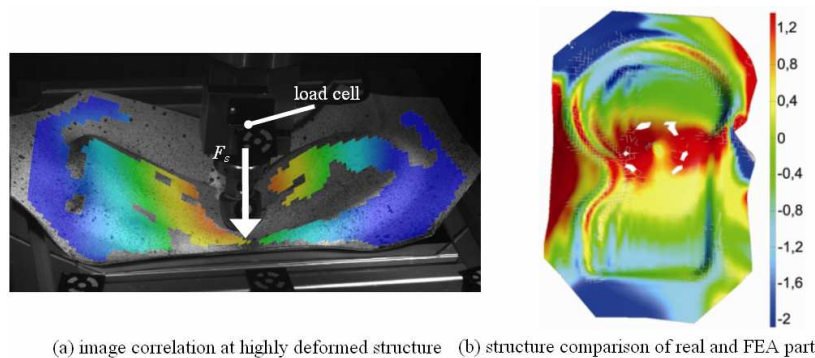 load cell
Fs
1,2
0,8
0,4
0
-0,4
-0,8
-1,2
-1,6
-2
(a) image correlation at highly deformed structure
(b) structure comparison of real and FEA part